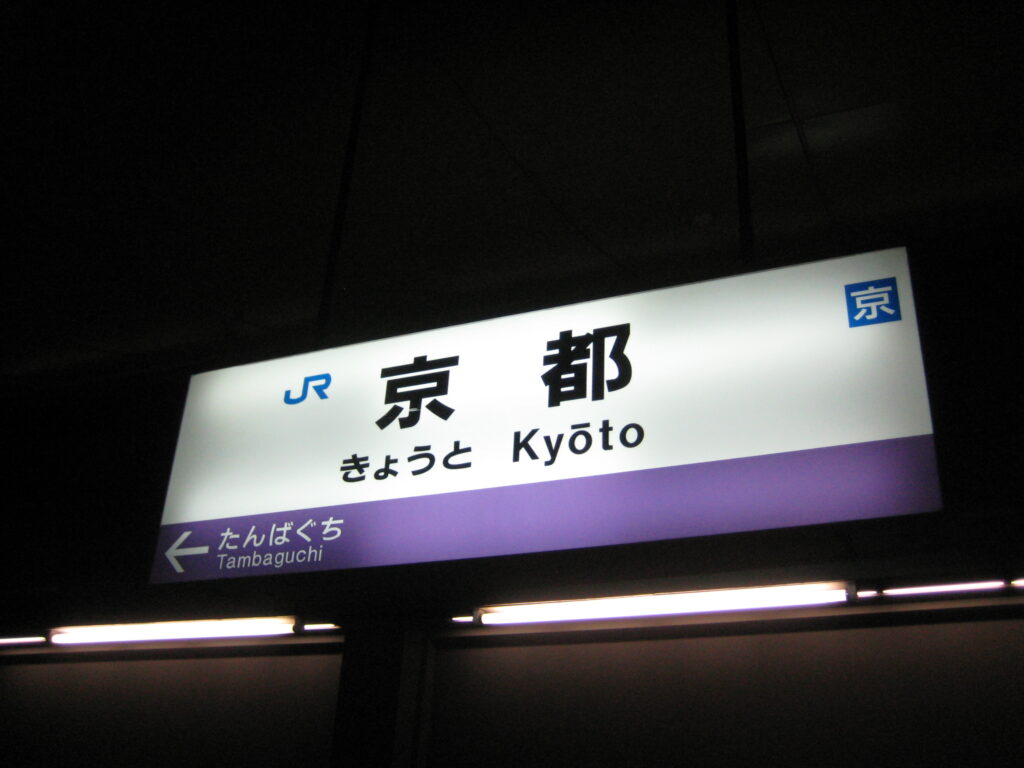 京
JR 京都
きょうと Kyōto
← たんばぐち
Tambaguchi